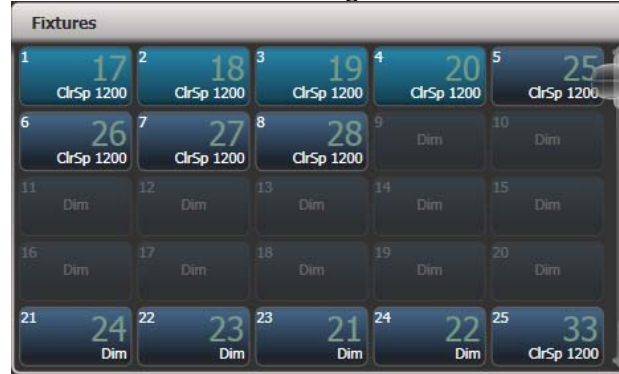 Fixtures
1 17 2 18 3 19 4 20 5 25
ClrSp 1200 ClrSp 1200 ClrSp 1200 ClrSp 1200 ClrSp 1200
6 26 7 27 8 28 9 10
ClrSp 1200 ClrSp 1200 ClrSp 1200 Dim Dim
11 12 13 14 15
Dim Dim Dim Dim Dim
16 17 18 19 20
Dim Dim Dim Dim Dim
21 24 22 23 23 21 24 22 25 33
Dim Dim Dim Dim ClrSp 1200